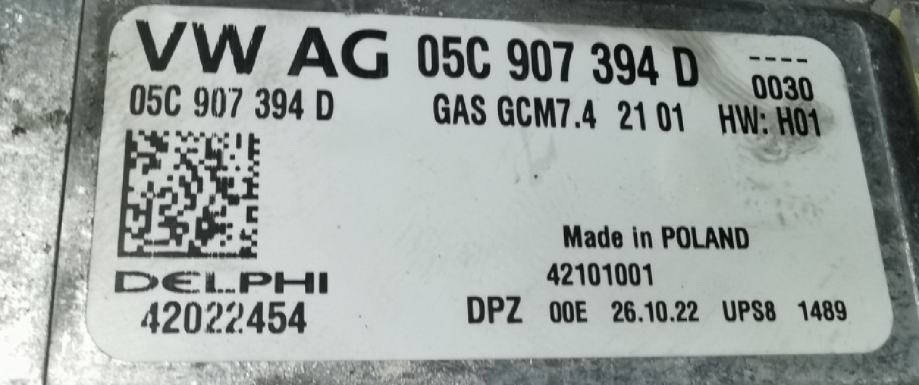 VW AG 05C 907 394 D ----
05C 907 394 D 0030
GAS GCM7.4 21 01 HW: H01
Made in POLAND
DELPHI 42101001
42022454 DPZ 00E 26.10.22 UPS8 1489